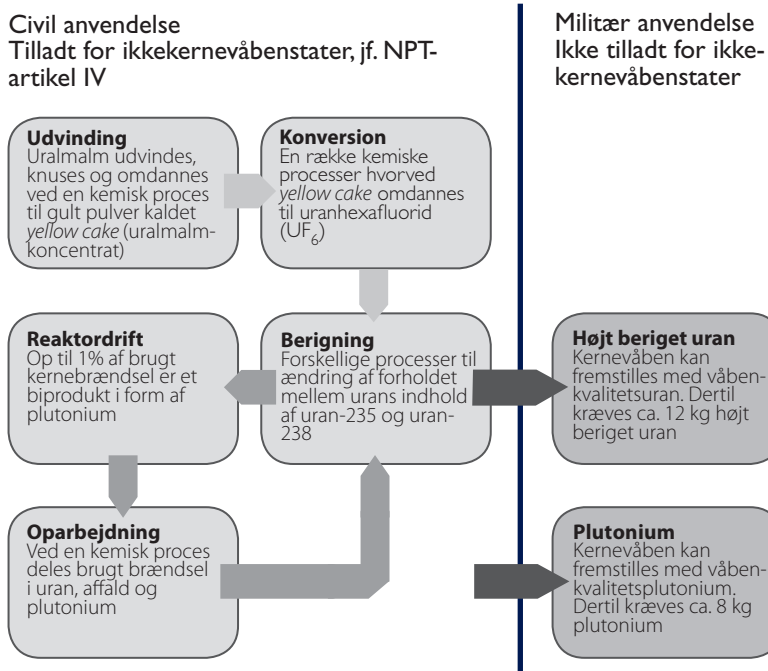 Civil anvendelse
Tilladt for ikkekernevåbenstater, jf. NPT-
artikel IV
Militær anvendelse
Ikke tilladt for ikke-
kernevåbenstater
Udvinding
Uralmalm udvindes,
knuses og omdannes
ved en kemisk proces
til gult pulver kaldet
yellow cake (uralmalm-
koncentrat)
Konversion
En række kemiske
processer hvorved
yellow cake omdannes
til uranhexafluorid
(UF6)
Reaktordrift
Op til 1% af brugt
kernebrændsel er et
biprodukt i form af
plutonium
Berigning
Forskellige processer til
ændring af forholdet
mellem urans indhold
af uran-235 og uran-
238
Højt beriget uran
Kernevåben kan
fremstilles med våben-
kvalitetsuran. Dertil
kræves ca. 12 kg højt
beriget uran
Oparbejdning
Ved en kemisk proces
deles brugt brændsel
i uran, affald og
plutonium
Plutonium
Kernevåben kan
fremstilles med våben-
kvalitetsplutonium.
Dertil kræves ca. 8 kg
plutonium